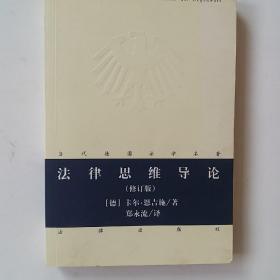 当代德国法学名著
法律思维导论
（修订版）
［德］卡尔·恩吉施/著
郑永流/译
法律出版社